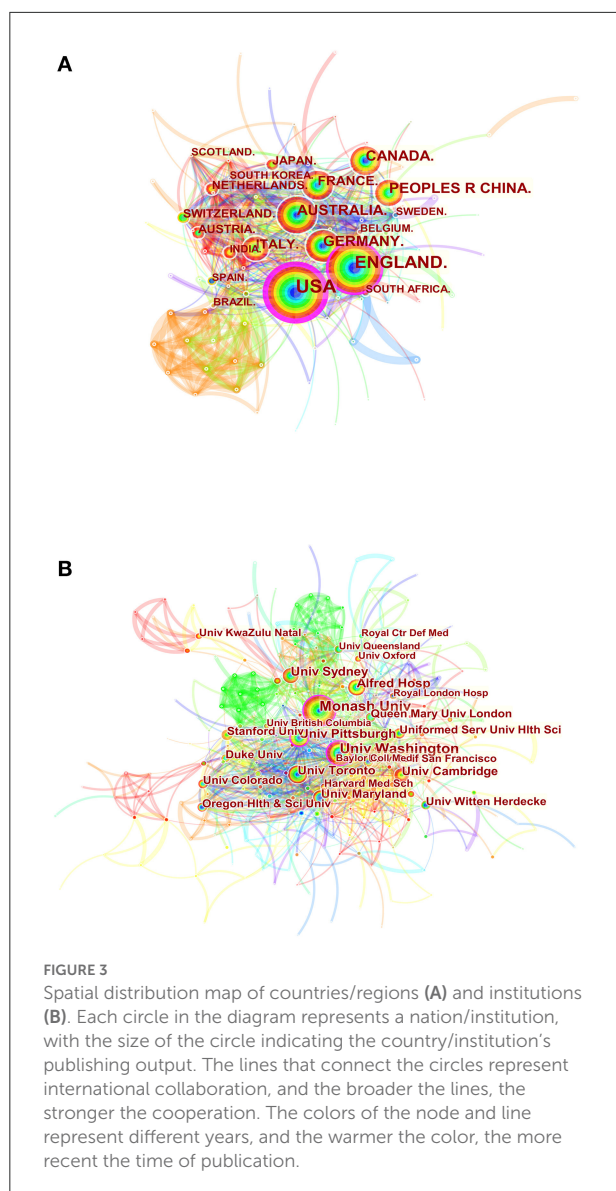 A
SCOTLAND.
JAPAN.
CANADA.
SOUTH KOREA.
FRANCE.
NETHERLANDS.
PEOPLES R CHINA.
SWITZERLAND.
AUSTRALIA.
SWEDEN.
AUSTRIA.
BELGIUM.
INDIA.
ITALY.
GERMANY.
ENGLAND.
SPAIN.
USA
SOUTH AFRICA.
BRAZIL.
B
Univ KwaZulu Natal
Royal Ctr Def Med
Univ Queensland
Univ Oxford
Univ Sydney
Alfred Hosp
Royal London Hosp
Monash Univ
Queen Mary Univ London
Univ British Columbia
Stanford Univ
Univ Pittsburgh
Uniformed Serv Univ Hlth Sci
Duke Univ
Univ Washington
Baylor Coll Med
San Francisco
Univ Toronto
Univ Cambridge
Univ Colorado
Harvard Med Sch
Univ Maryland
Oregon Hlth & Sci Univ
Univ Witten Herdecke
FIGURE 3
Spatial distribution map of countries/regions (A) and institutions
(B). Each circle in the diagram represents a nation/institution,
with the size of the circle indicating the country/institution's
publishing output. The lines that connect the circles represent
international collaboration, and the broader the lines, the
stronger the cooperation. The colors of the node and line
represent different years, and the warmer the color, the more
recent the time of publication.